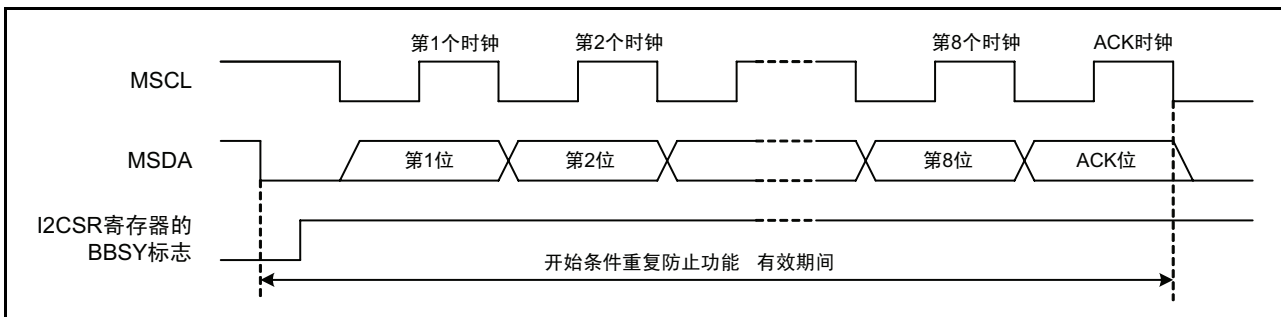 第1个时钟 第2个时钟 第8个时钟 ACK时钟
MSCL
MSDA 第1位 第2位 第8位 ACK位
I2CSR寄存器的
BBSY标志
开始条件重复防止功能 有效期间